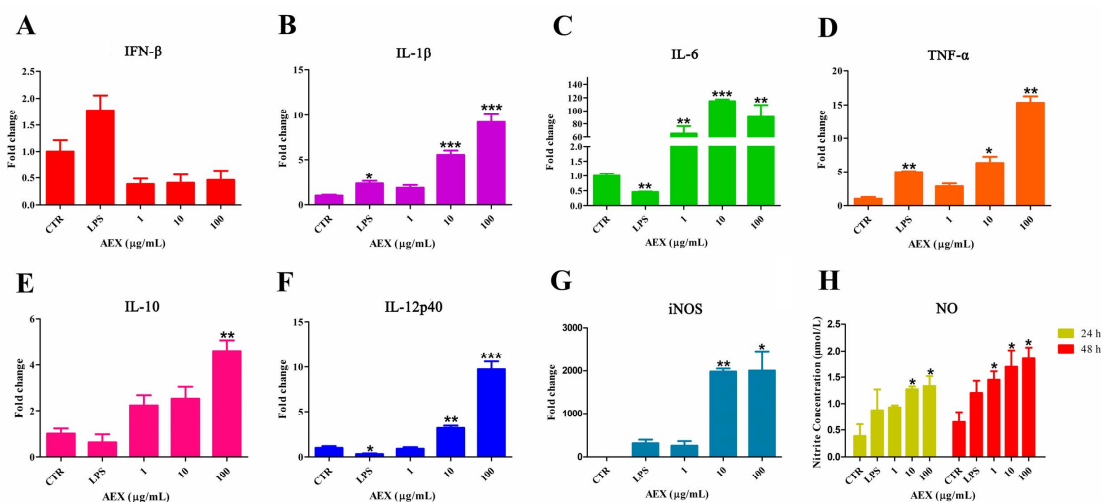 A
IFN-β
Fold change
2.5
2.0
1.5
1.0
0.5
0.0
CTR
LPS
1
10
100
AEX (μg/mL)
B
IL-1β
Fold change
15
10
5
0
*
***
***
CTR
LPS
1
10
100
AEX (μg/mL)
C
IL-6
Fold change
140
120
100
80
60
2.0
1.5
1.0
0.5
0.0
**
**
***
**
CTR
LPS
1
10
100
AEX (μg/mL)
D
TNF-α
Fold change
20
15
10
5
0
**
*
**
CTR
LPS
1
10
100
AEX (μg/mL)
E
IL-10
Fold change
6
4
2
0
**
CTR
LPS
1
10
100
AEX (μg/mL)
F
IL-12p40
Fold change
15
10
5
0
*
**
***
CTR
LPS
1
10
100
AEX (μg/mL)
G
iNOS
Fold change
3000
2000
1000
0
**
*
CTR
LPS
1
10
100
AEX (μg/mL)
H
NO
Nitrite Concentration (μmol/L)
2.5
2.0
1.5
1.0
0.5
0.0
* *
* * *
CTR
LPS
1
10
100
CTR
LPS
1
10
100
AEX (μg/mL)
24 h
48 h